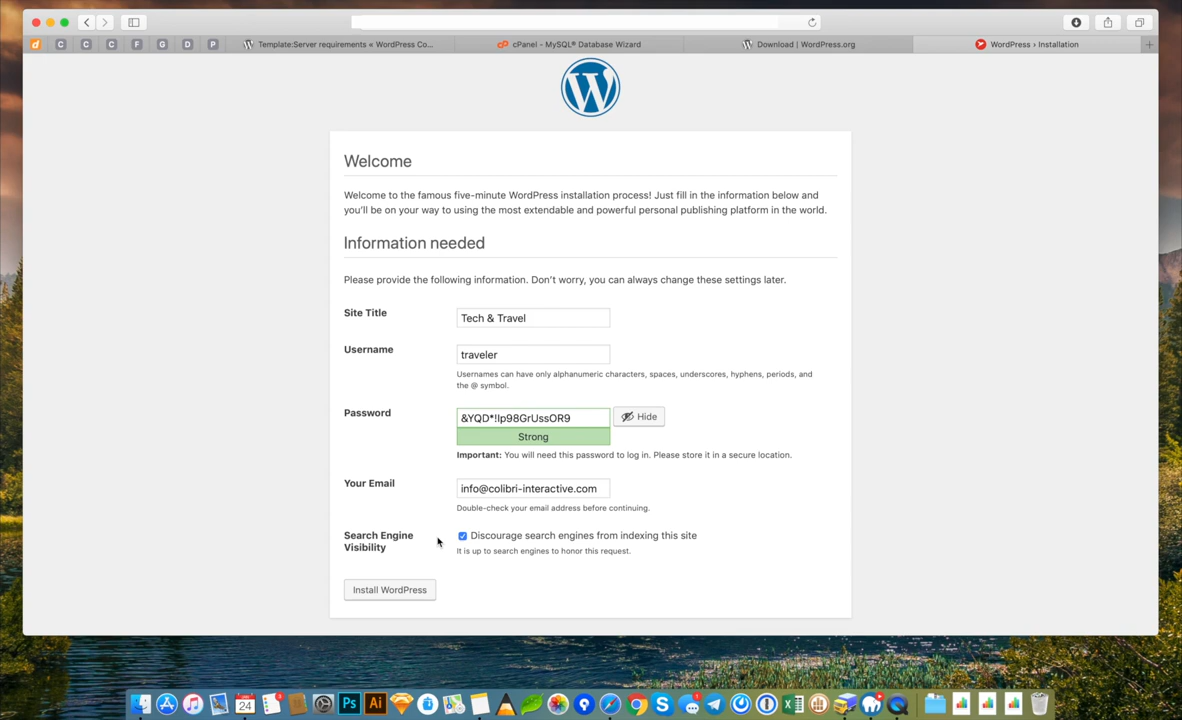 d C C F G D P Template:Server requirements « WordPress Co... cPanel - MySQL® Database Wizard Download | WordPress.org WordPress › Installation
Welcome
Welcome to the famous five-minute WordPress installation process! Just fill in the information below and
you'll be on your way to using the most extendable and powerful personal publishing platform in the world.
Information needed
Please provide the following information. Don't worry, you can always change these settings later.
Site Title Tech & Travel
Username traveler
Usernames can have only alphanumeric characters, spaces, underscores, hyphens, periods, and
the @ symbol.
Password &YQD*!Ip98GrUssOR9 Hide
Strong
Important: You will need this password to log in. Please store it in a secure location.
Your Email info@colibri-interactive.com
Double-check your email address before continuing.
Search Engine
Visibility
Discourage search engines from indexing this site
It is up to search engines to honor this request.
Install WordPress
24 Ps Ai